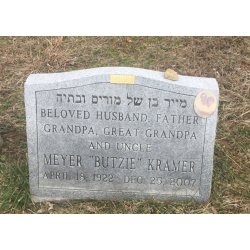 מייך בן של מורים ובתיה
BELOVED HUSBAND, FATHER
GRANDPA, GREAT-GRANDPA
AND UNCLE
MEYER "BUTZIE" KRAMER
APRIL 18, 1922 - DEC. 25, 2007